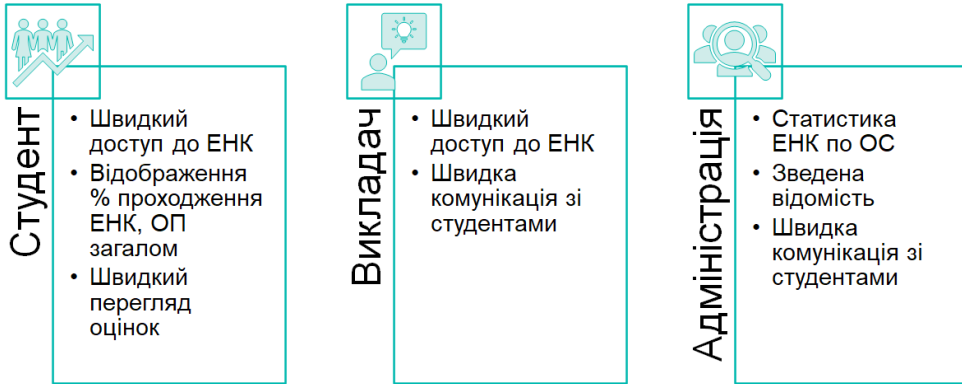 Студент
• Швидкий
доступ до ЕНК
• Відображення
% проходження
ЕНК, ОП
загалом
• Швидкий
перегляд
оцінок
Викладач
• Швидкий
доступ до ЕНК
• Швидка
комунікація зі
студентами
Адміністрація
• Статистика
ЕНК по ОС
• Зведена
відомість
• Швидка
комунікація зі
студентами